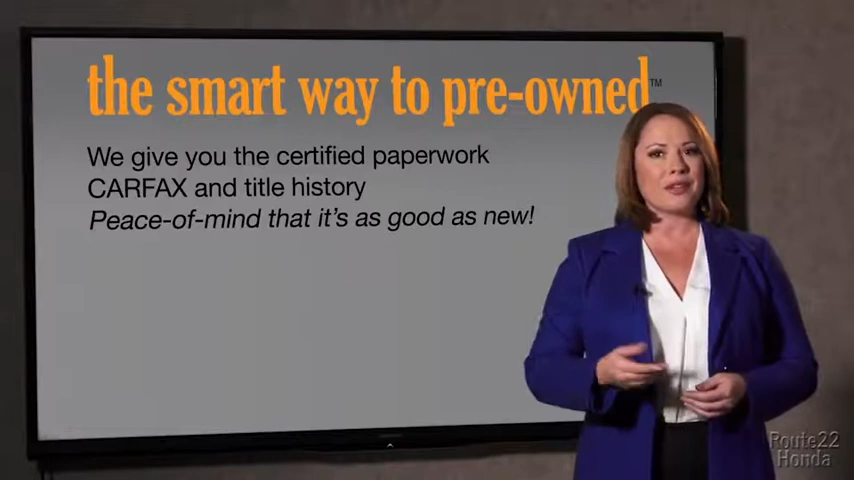 the smart way to pre-owned™
We give you the certified paperwork
CARFAX and title history
Peace-of-mind that it's as good as new!
Route22
Honda